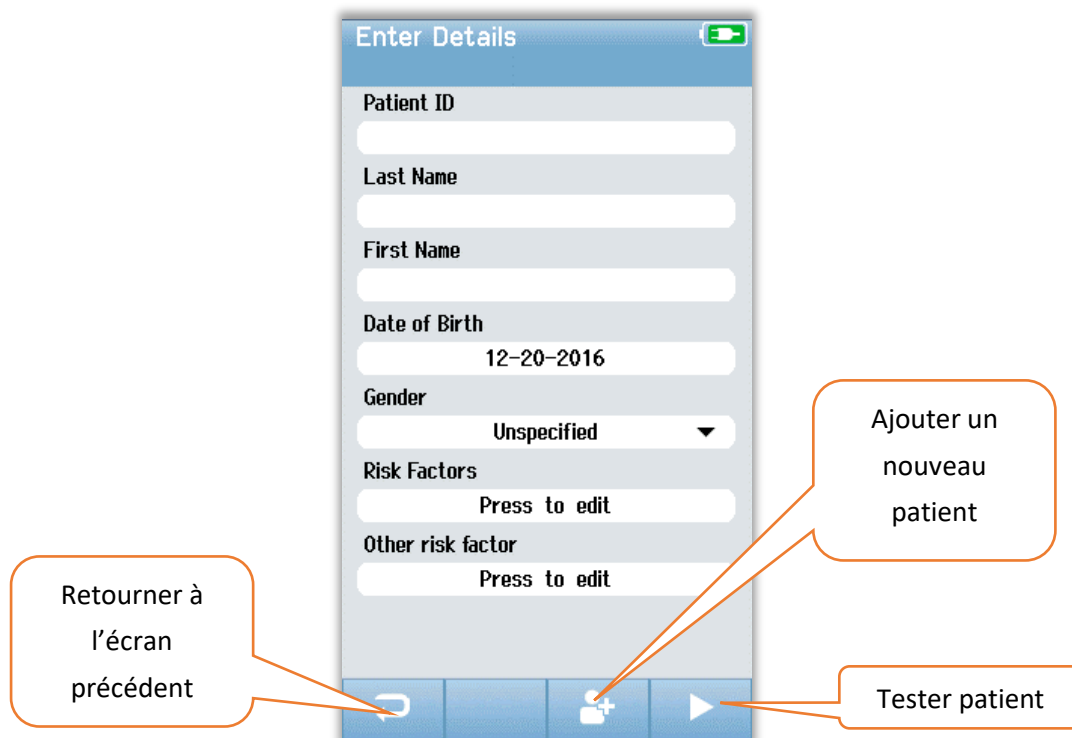 Enter Details
Patient ID
Last Name
First Name
Date of Birth
12-20-2016
Gender
Unspecified
Risk Factors
Press to edit
Other risk factor
Press to edit
Ajouter un
nouveau
patient
Retourner à
l’écran
précédent
Tester patient